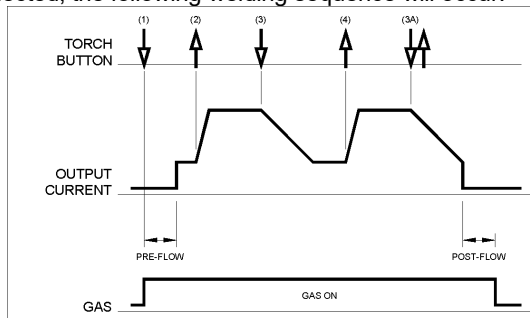 ected, the following welding sequence will occur:
(1) (2) (3) (4) (3A)
TORCH
BUTTON
OUTPUT
CURRENT
PRE-FLOW POST-FLOW
GAS ON
GAS